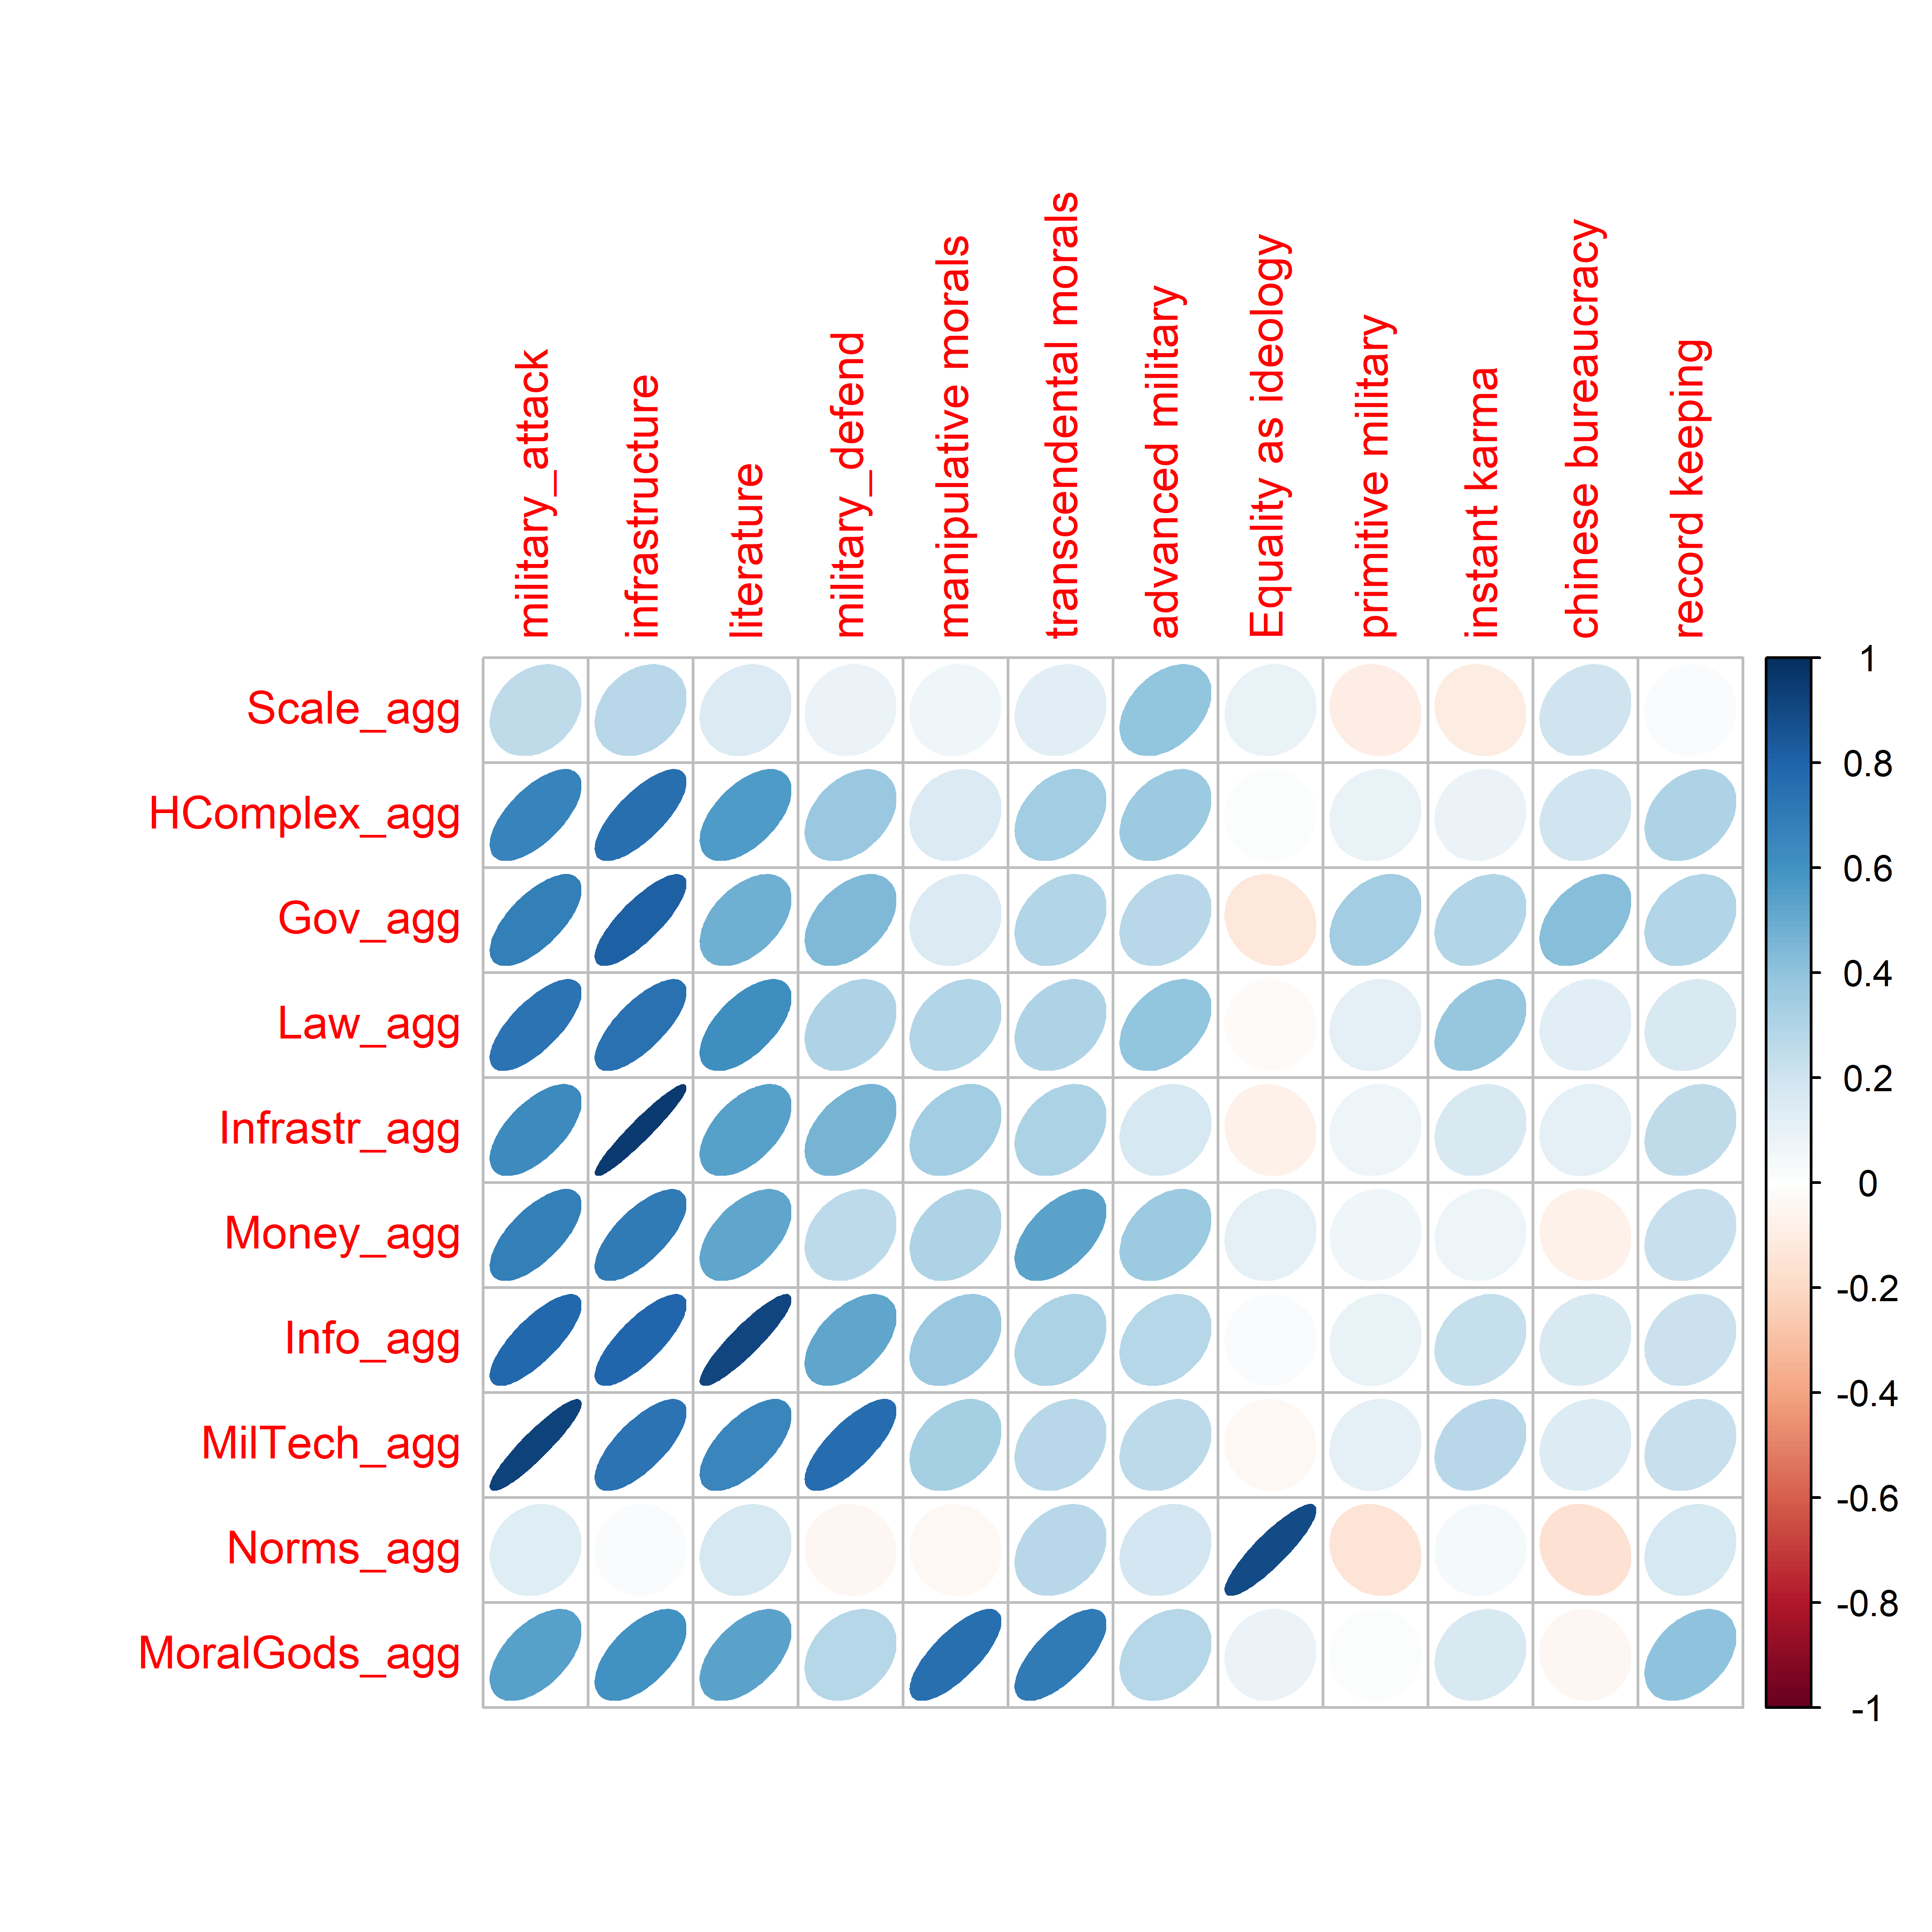 military_attack
infrastructure
literature
military_defend
manipulative morals
transcendental morals
advanced military
Equality as ideology
primitive military
instant karma
chinese bureaucracy
record keeping
Scale_agg
HComplex_agg
Gov_agg
Law_agg
Infrastr_agg
Money_agg
Info_agg
MilTech_agg
Norms_agg
MoralGods_agg
1
0.8
0.6
0.4
0.2
0
-0.2
-0.4
-0.6
-0.8
-1